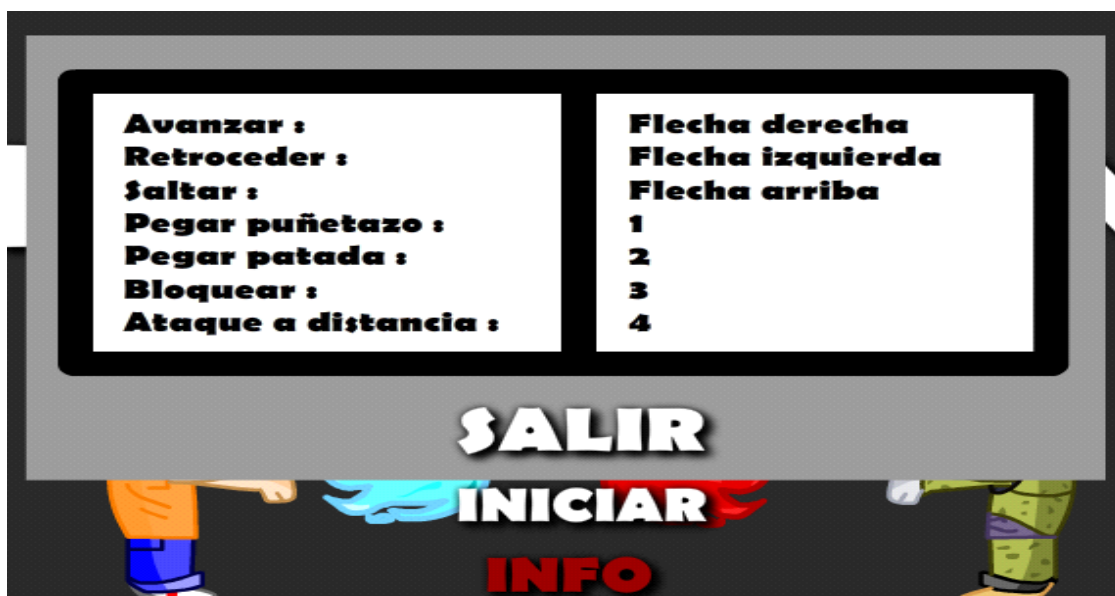 Avanzar : Flecha derecha
Retroceder : Flecha izquierda
Saltar : Flecha arriba
Pegar puñetazo : 1
Pegar patada : 2
Bloquear : 3
Ataque a distancia : 4
SALIR
INICIAR
INFO